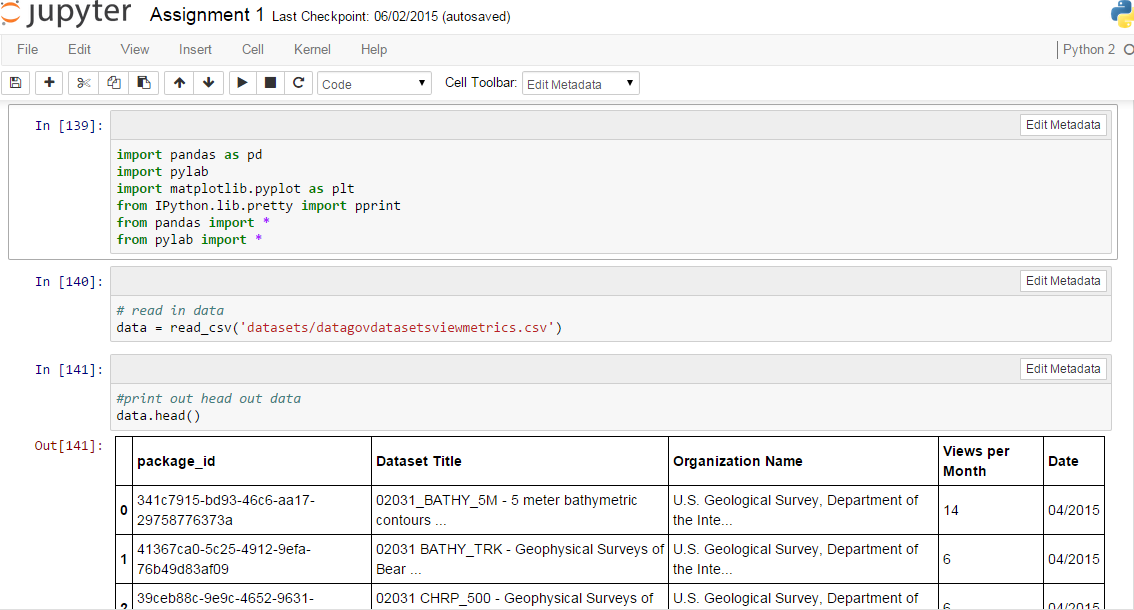 jupyter Assignment 1 Last Checkpoint: 06/02/2015 (autosaved)
File Edit View Insert Cell Kernel Help Python 2
Code Cell Toolbar: Edit Metadata
In [139]: Edit Metadata
import pandas as pd
import pylab
import matplotlib.pyplot as plt
from IPython.lib.pretty import pprint
from pandas import *
from pylab import *
In [140]: Edit Metadata
# read in data
data = read_csv('datasets/datagovdatasetsviewmetrics.csv')
In [141]: Edit Metadata
#print out head out data
data.head()
Out[141]:
package_id Dataset Title Organization Name Views per Month Date
0 341c7915-bd93-46c6-aa17-29758776373a 02031_BATHY_5M - 5 meter bathymetric contours ... U.S. Geological Survey, Department of the Inte... 14 04/2015
1 41367ca0-5c25-4912-9efa-76b49d83af09 02031 BATHY_TRK - Geophysical Surveys of Bear ... U.S. Geological Survey, Department of the Inte... 6 04/2015
2 39ceb88c-9e9c-4652-9631- 02031 CHRP_500 - Geophysical Surveys of U.S. Geological Survey, Department of 6 04/2015